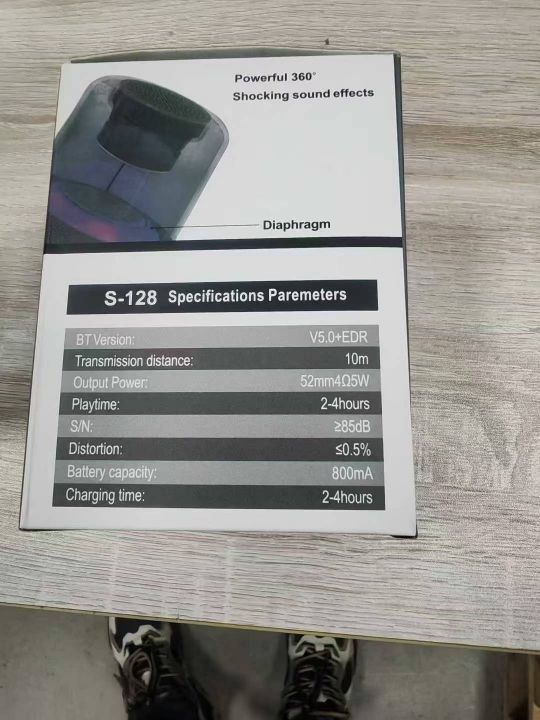 Powerful 360°
Shocking sound effects
Diaphragm
S-128 Specifications Paremeters
BT Version: V5.0+EDR
Transmission distance: 10m
Output Power: 52mm4Ω5W
Playtime: 2-4hours
S/N: ≥85dB
Distortion: ≤0.5%
Battery capacity: 800mA
Charging time: 2-4hours